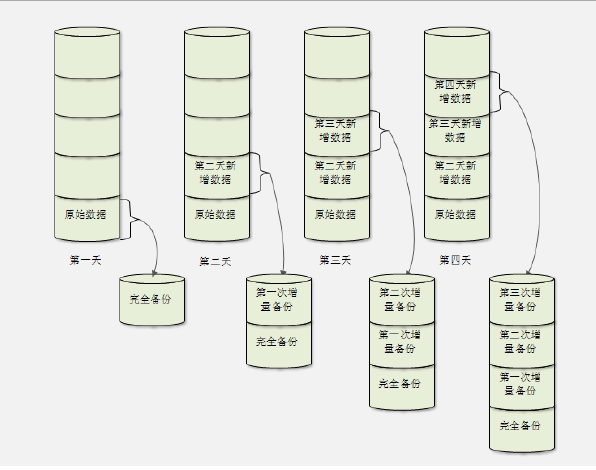 第四天新
增数据
第三天新
增数据
第三天新增
数据
第二天新
增数据
第二天新
增数据
第二天新
增数据
原始数据
原始数据
原始数据
原始数据
第一天
第二天
第三天
第四天
完全备份
第一次增
量备份
完全备份
第二次增
量备份
第一次增
量备份
完全备份
第三次增
量备份
第二次增
量备份
第一次增
量备份
完全备份